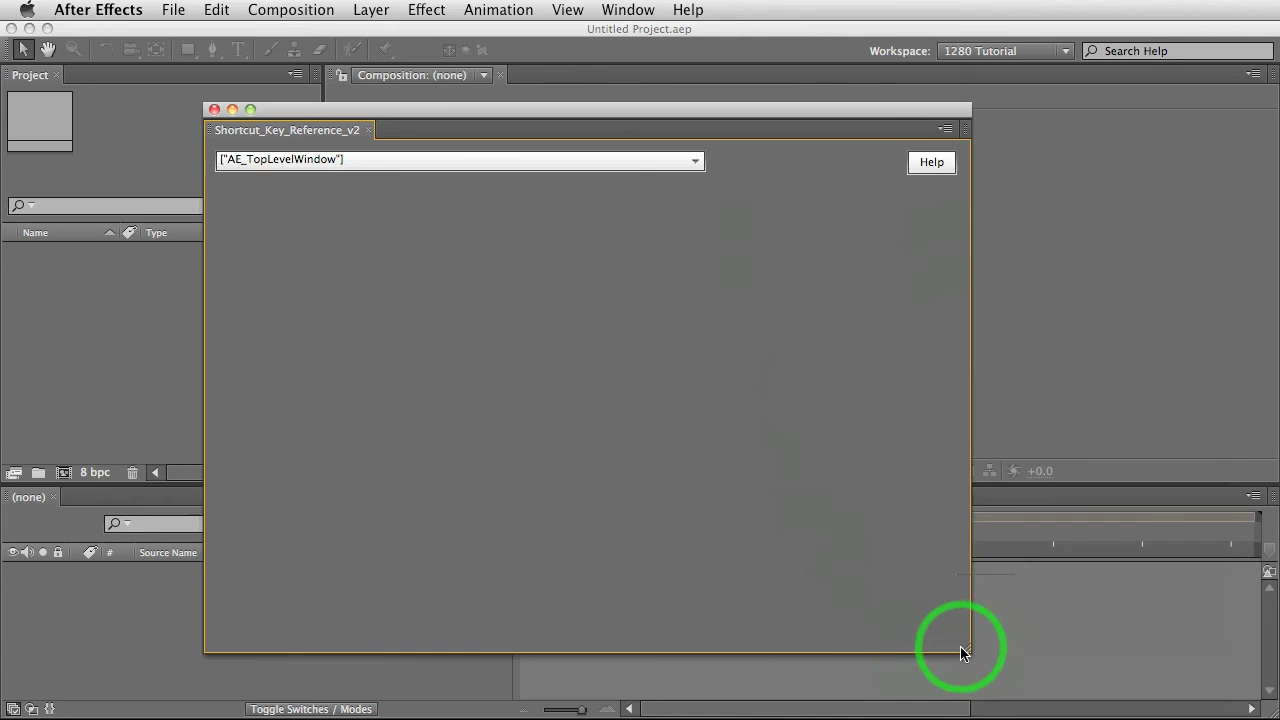 After Effects File Edit Composition Layer Effect Animation View Window Help
Untitled Project.aep
Workspace: 1280 Tutorial Search Help
Project Composition: (none)
Shortcut_Key_Reference_v2
["AE_TopLevelWindow"] Help
Name Type
8 bpc +0.0
(none)
# Source Name
Toggle Switches / Modes